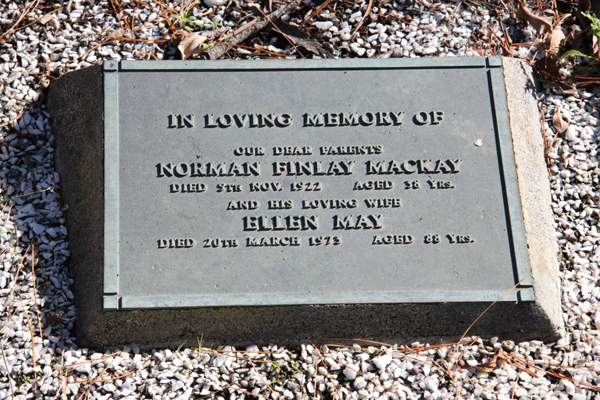 IN LOVING MEMORY OF
OUR DEAR PARENTS
NORMAN FINLAY MACKAY
DIED 5TH NOV. 1922 AGED 38 YRS.
AND HIS LOVING WIFE
ELLEN MAY
DIED 20TH MARCH 1973 AGED 88 YRS.